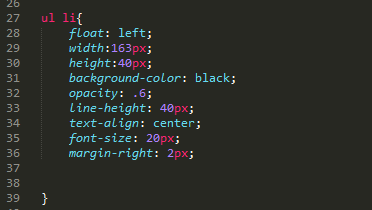 26
27 ul li{
28 float: left;
29 width:163px;
30 height:40px;
31 background-color: black;
32 opacity: .6;
33 line-height: 40px;
34 text-align: center;
35 font-size: 20px;
36 margin-right: 2px;
37
38
39 }